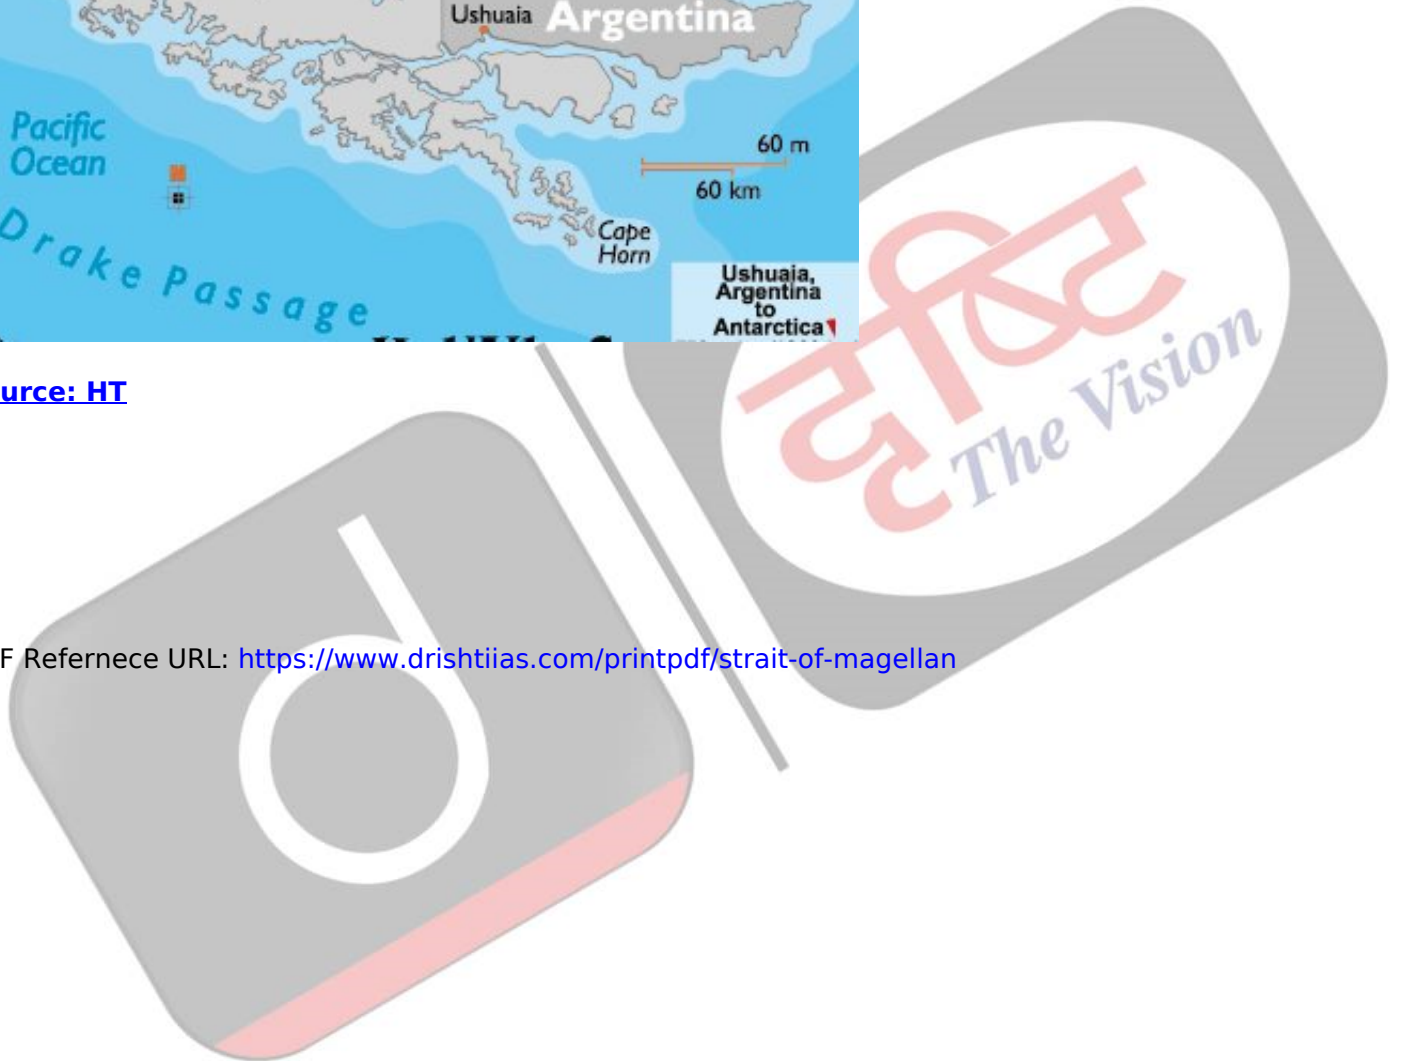 Ushuaia Argentina
Pacific
Ocean
60 m
60 km
Cape
Horn
Drake Passage
Ushuaia,
Argentina
to
Antarctica
urce: HT
दृष्टि
The Vision
d
F Refernece URL: https://www.drishtiias.com/printpdf/strait-of-magellan